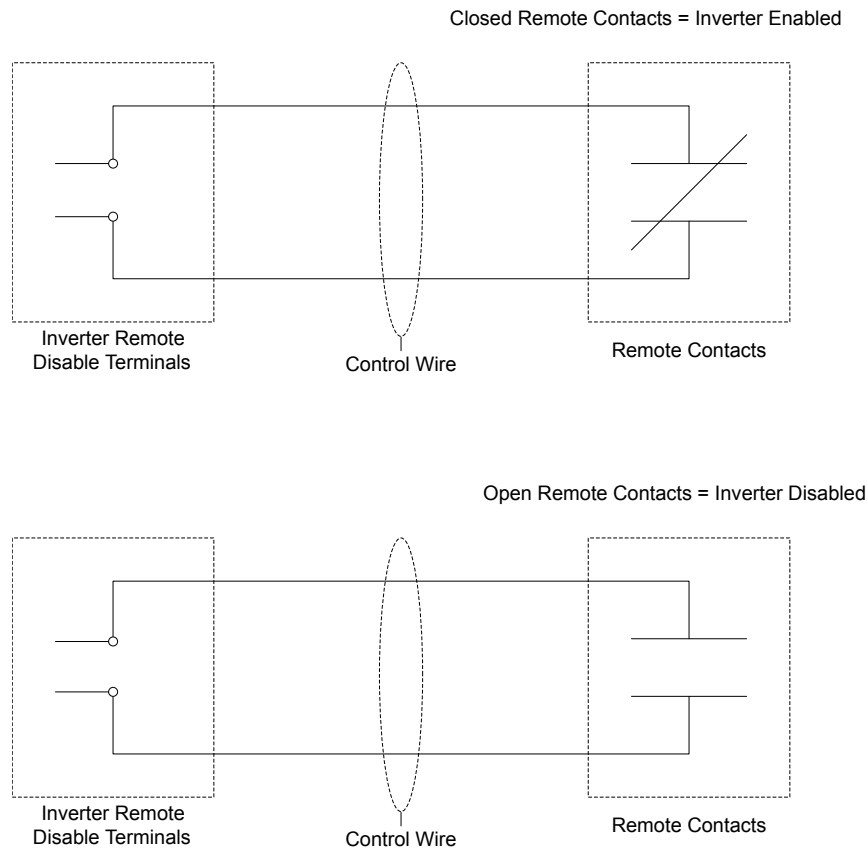 Closed Remote Contacts = Inverter Enabled
Inverter Remote
Disable Terminals
Control Wire
Remote Contacts
Open Remote Contacts = Inverter Disabled
Inverter Remote
Disable Terminals
Control Wire
Remote Contacts